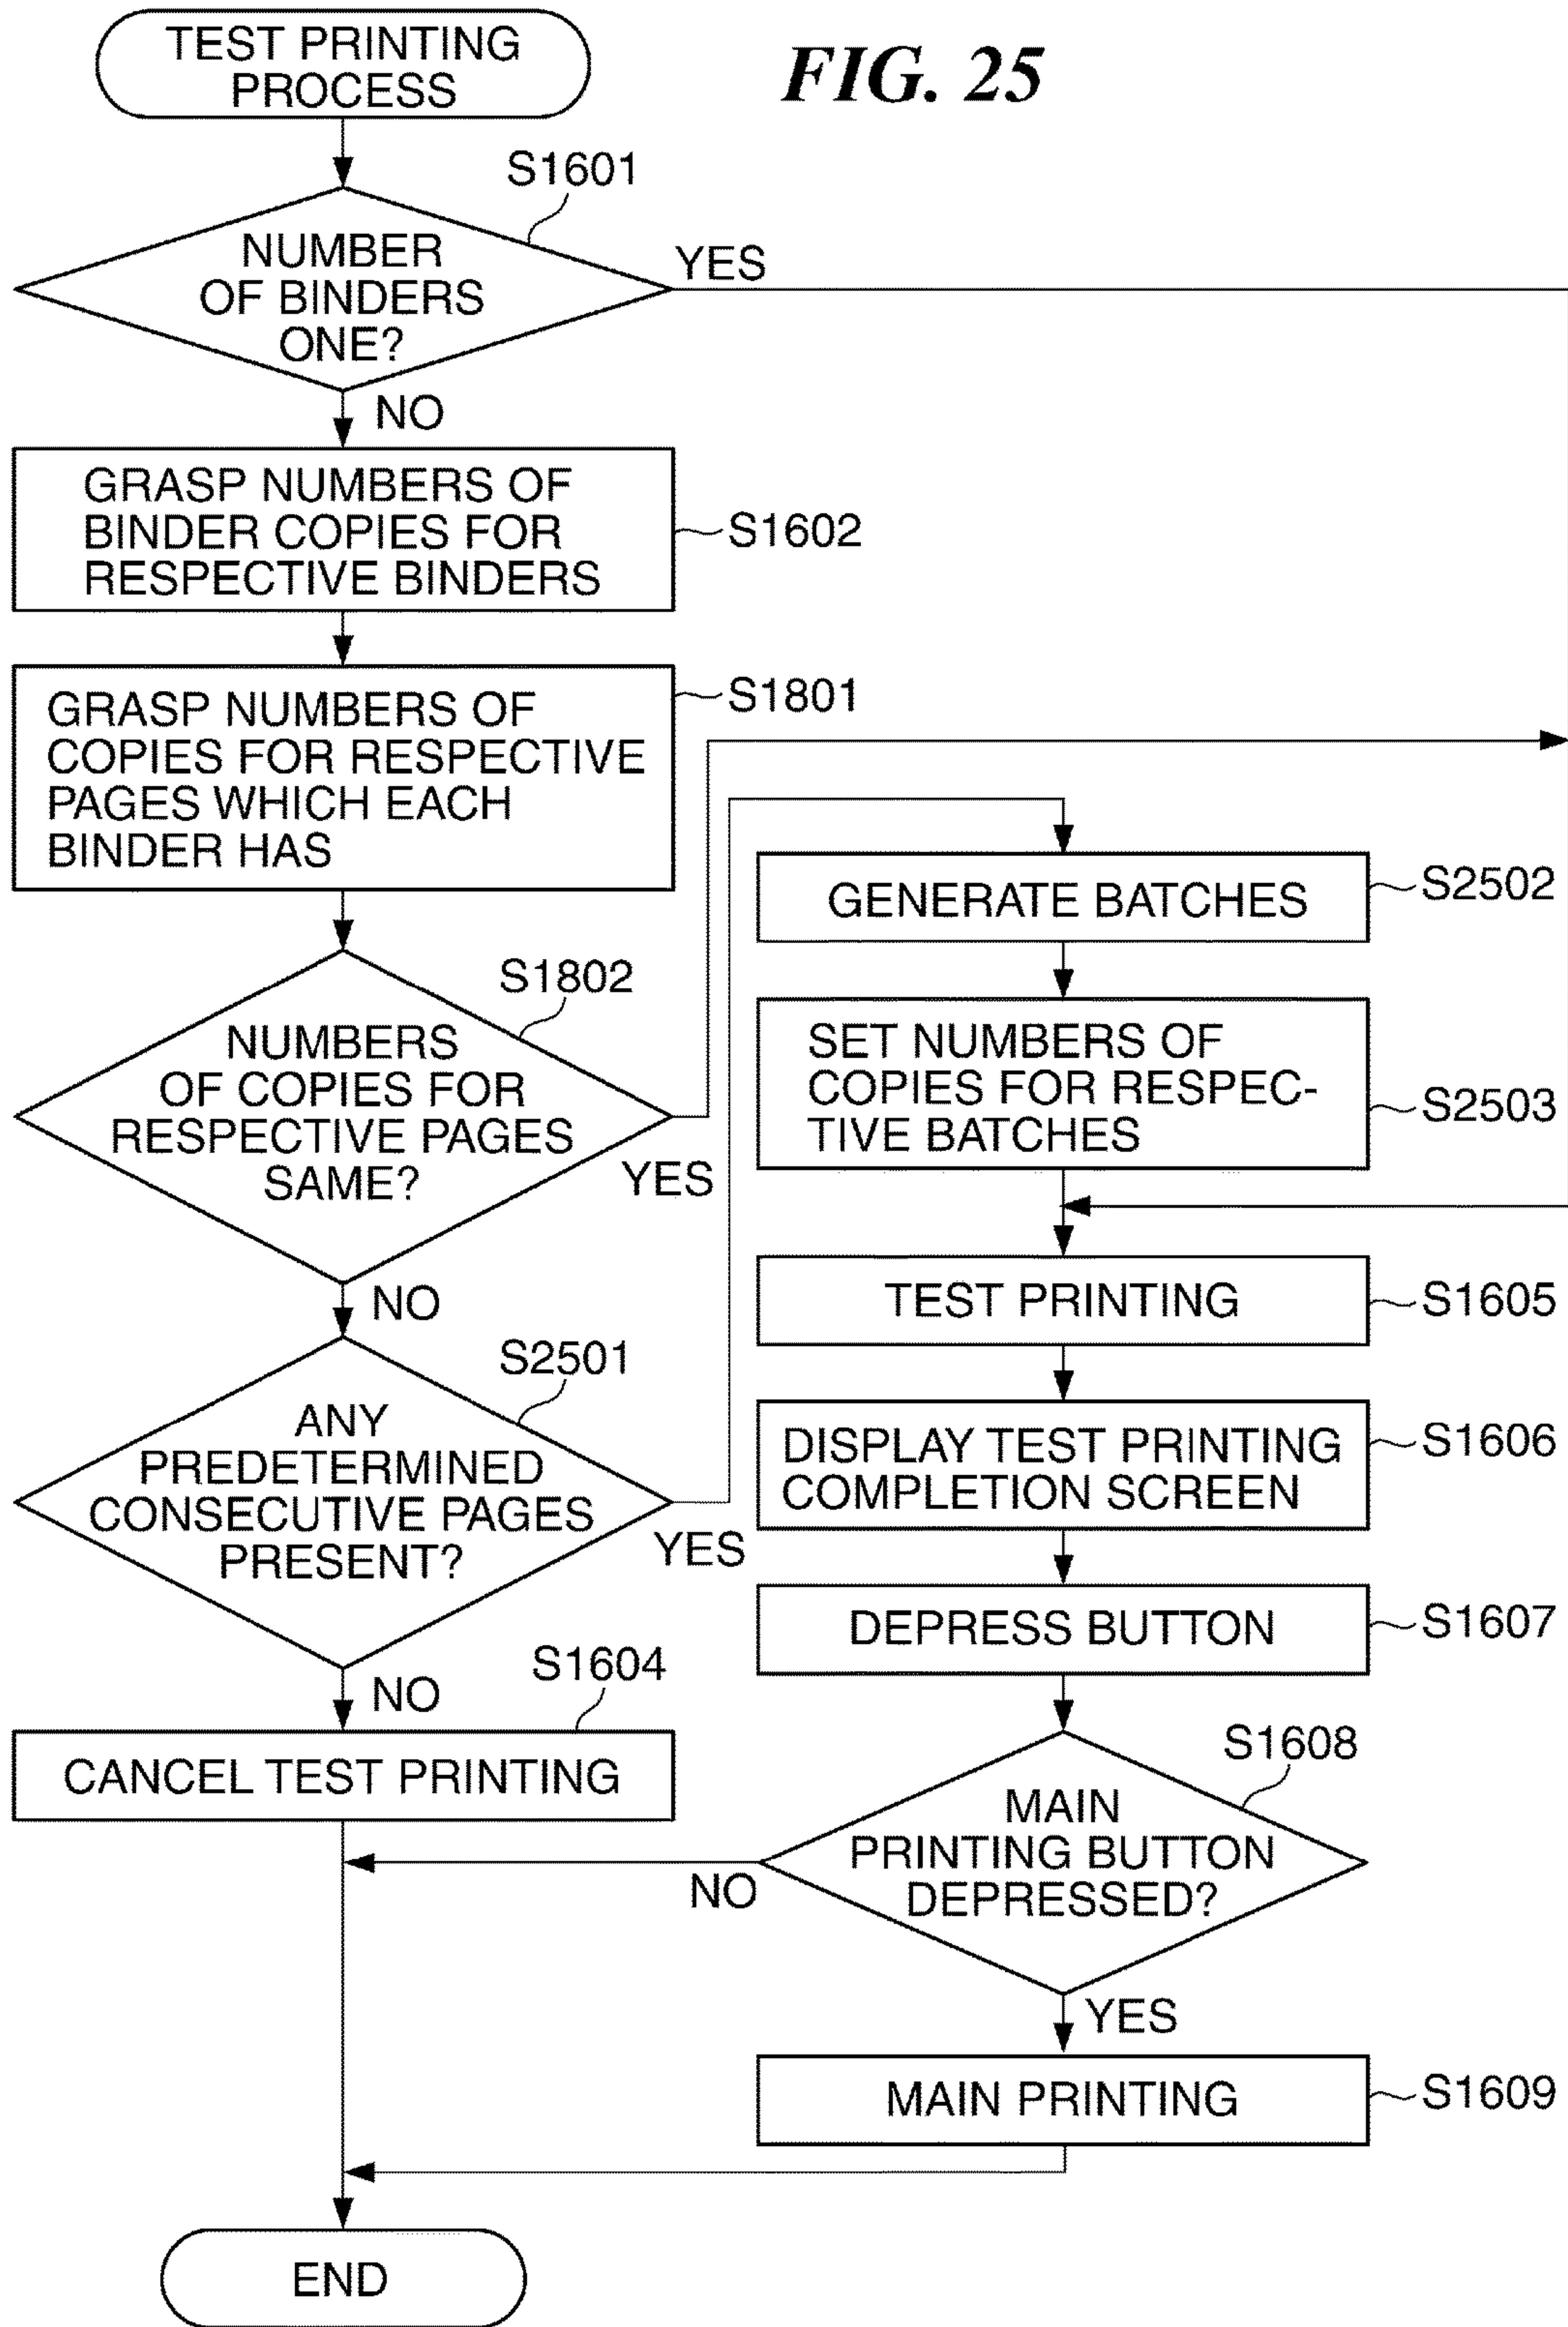 TEST PRINTING
PROCESS
FIG. 25
S1601
NUMBER
OF BINDERS
ONE?
YES
NO
GRASP NUMBERS OF
BINDER COPIES FOR
RESPECTIVE BINDERS
S1602
GRASP NUMBERS OF
COPIES FOR RESPECTIVE
PAGES WHICH EACH
BINDER HAS
S1801
S1802
NUMBERS
OF COPIES FOR
RESPECTIVE PAGES
SAME?
YES
NO
S2501
ANY
PREDETERMINED
CONSECUTIVE PAGES
PRESENT?
YES
NO
S1604
CANCEL TEST PRINTING
GENERATE BATCHES
S2502
SET NUMBERS OF
COPIES FOR RESPEC-
TIVE BATCHES
S2503
TEST PRINTING
S1605
DISPLAY TEST PRINTING
COMPLETION SCREEN
S1606
DEPRESS BUTTON
S1607
S1608
MAIN
PRINTING BUTTON
DEPRESSED?
NO
YES
MAIN PRINTING
S1609
END